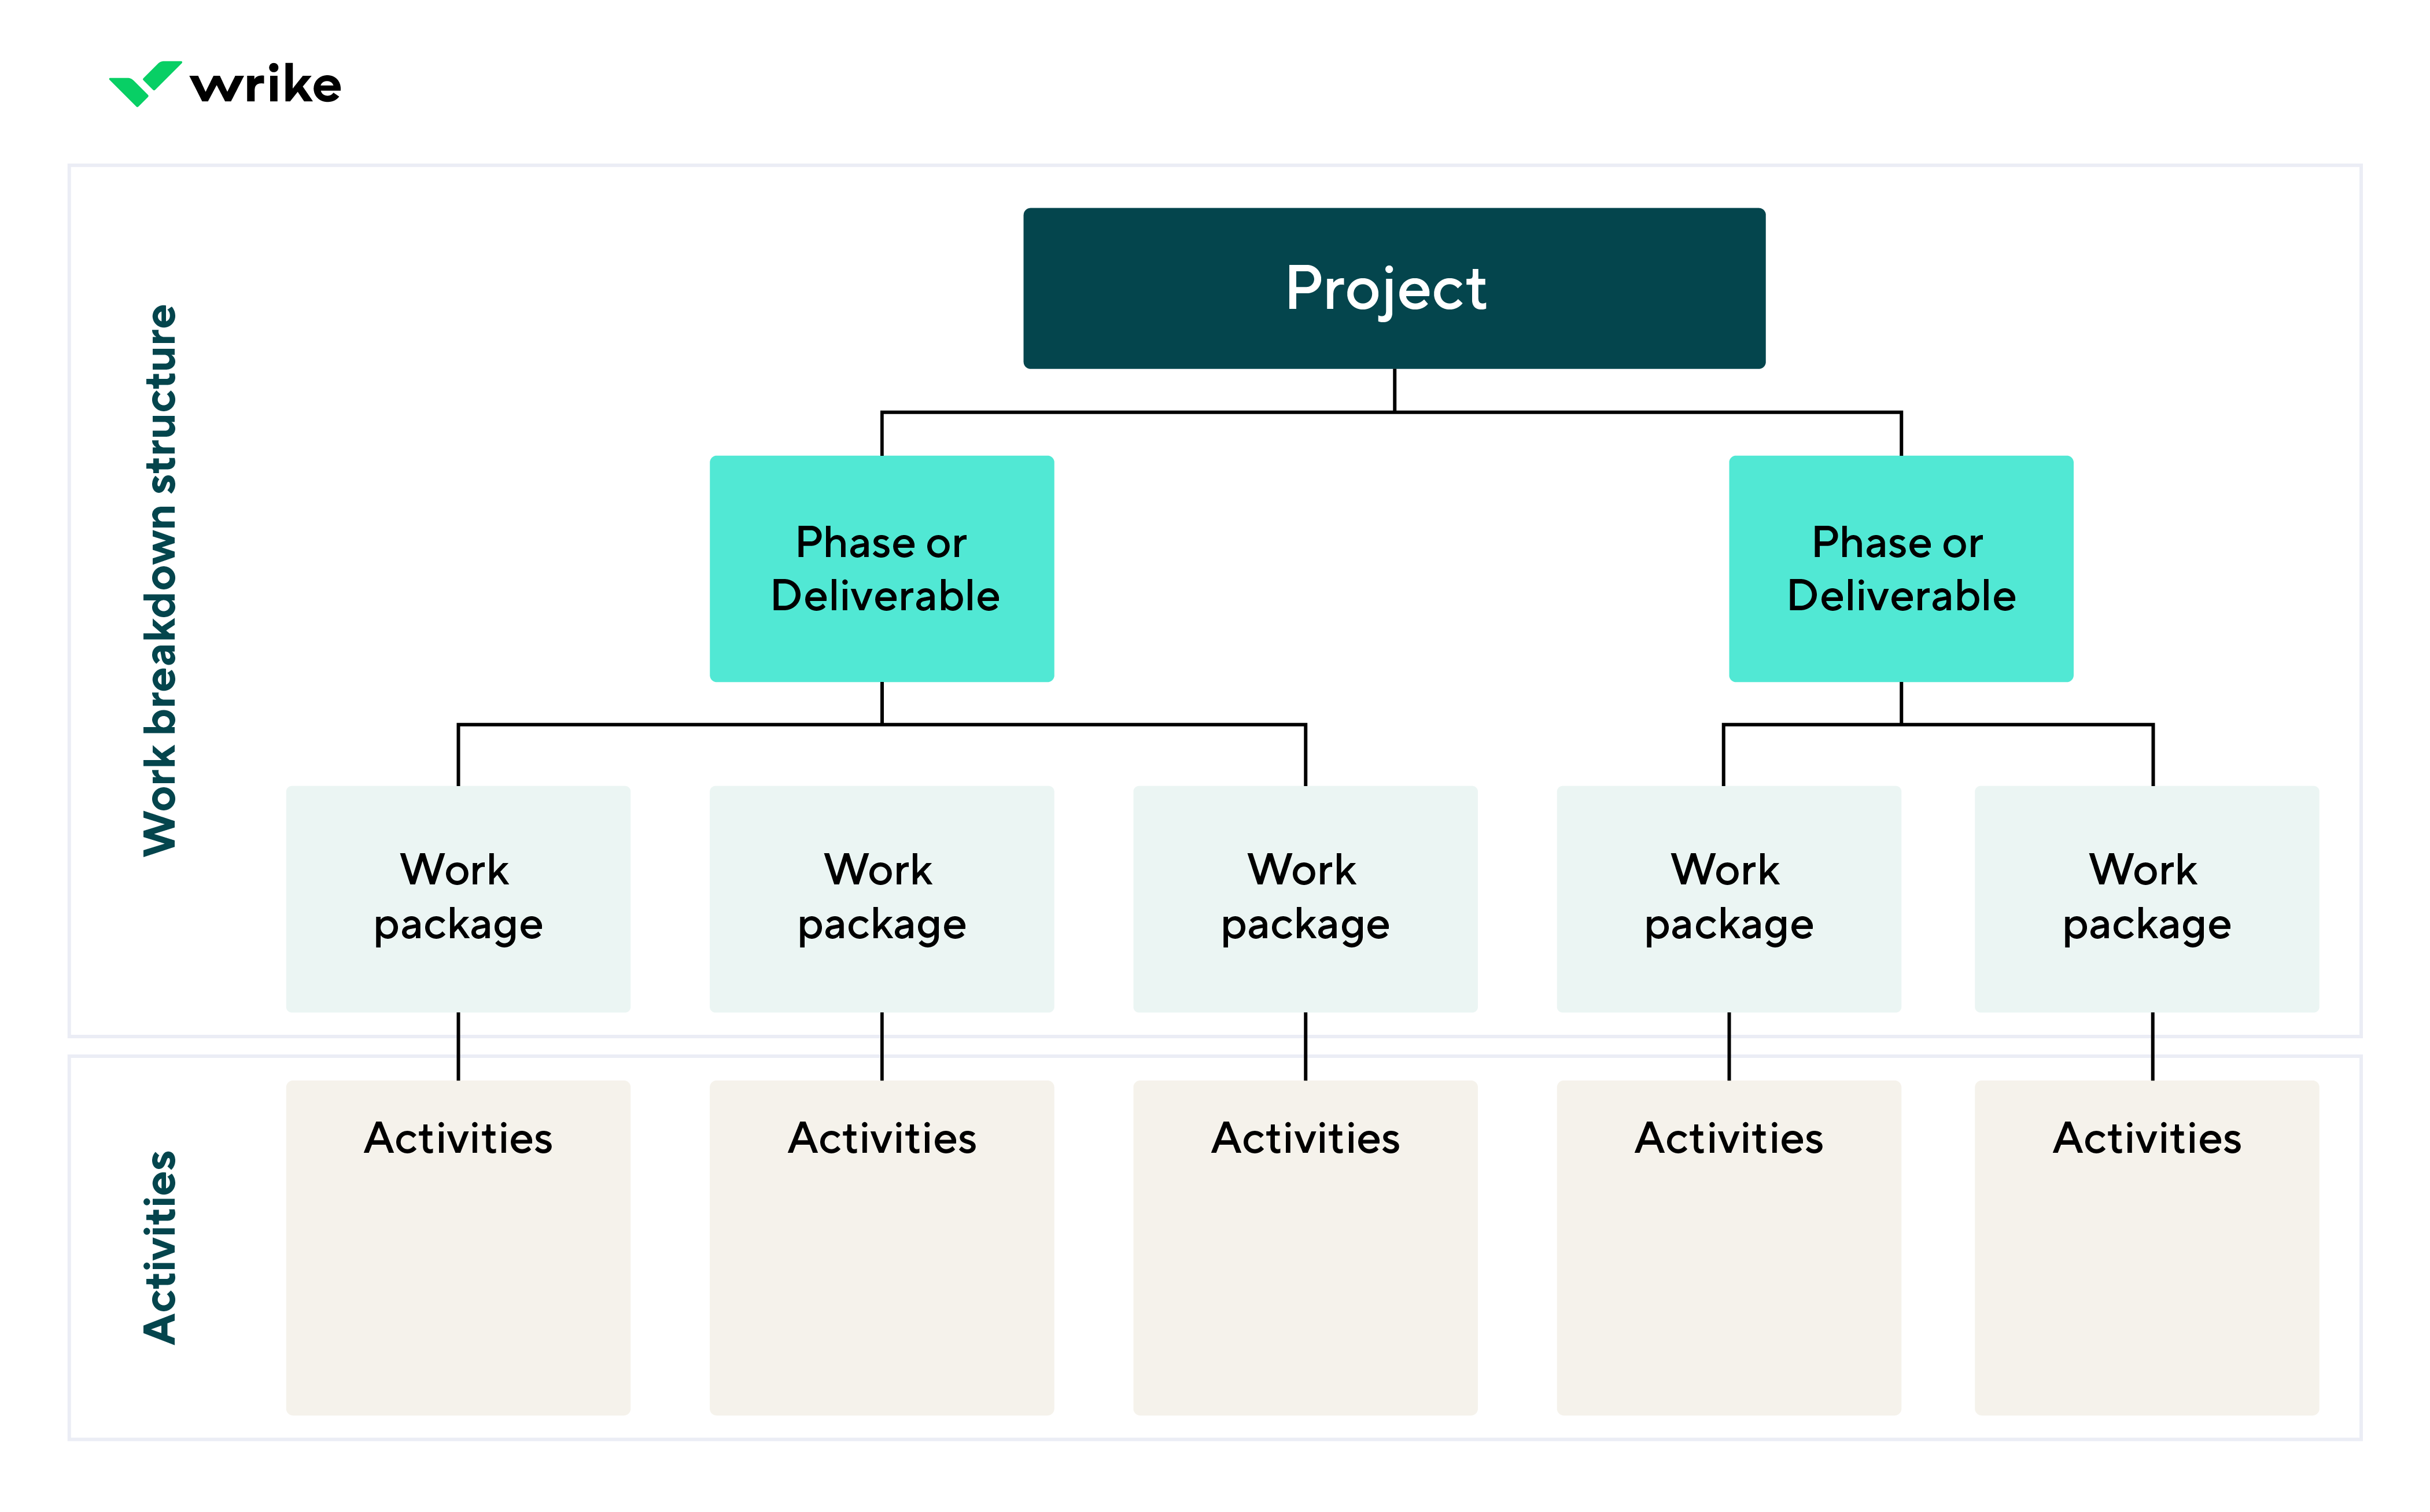 wrike
Work breakdown structure
Project
Phase or
Deliverable
Phase or
Deliverable
Work
package
Work
package
Work
package
Work
package
Work
package
Activities
Activities
Activities
Activities
Activities
Activities